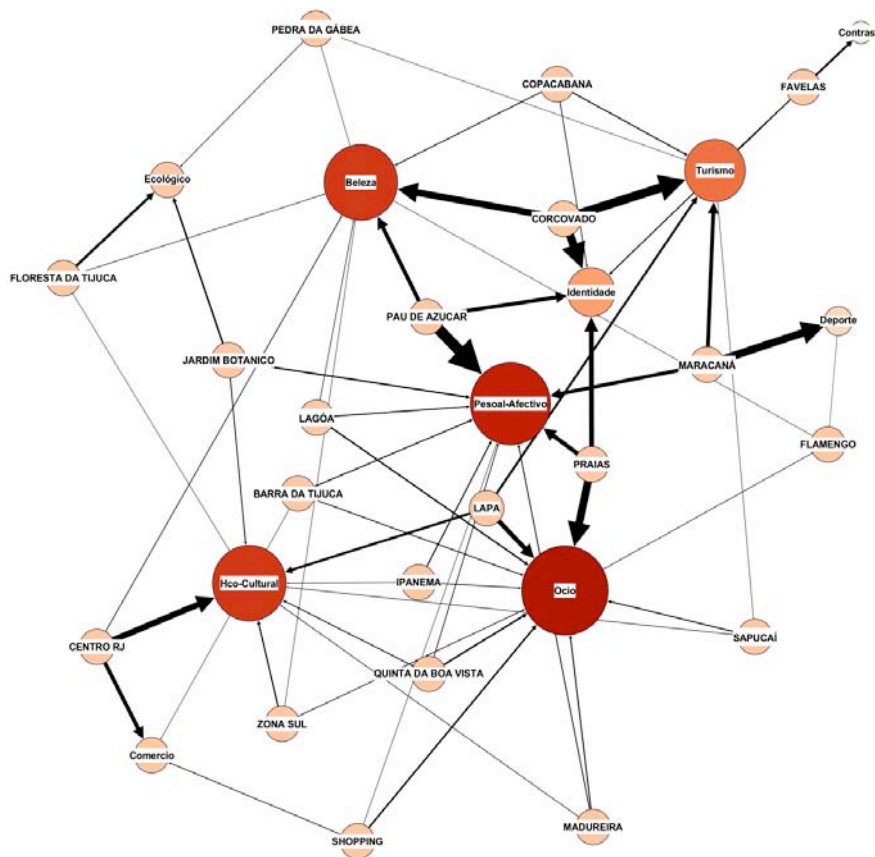 PEDRA DA GÁBEA
Contras
COPACABANA
FAVELAS
Ecológico
Beleza
Turismo
CORCOVADO
FLORESTA DA TIJUCA
Identidade
PAU DE AZUCAR
Deporte
JARDIM BOTANICO
MARACANÁ
Pesoal-Afectivo
LAGÔA
FLAMENGO
PRAIAS
BARRA DA TIJUCA
LAPA
Hco-Cultural
IPANEMA
Ocio
CENTRO RJ
SAPUCAÍ
QUINTA DA BOA VISTA
ZONA SUL
Comercio
MADUREIRA
SHOPPING